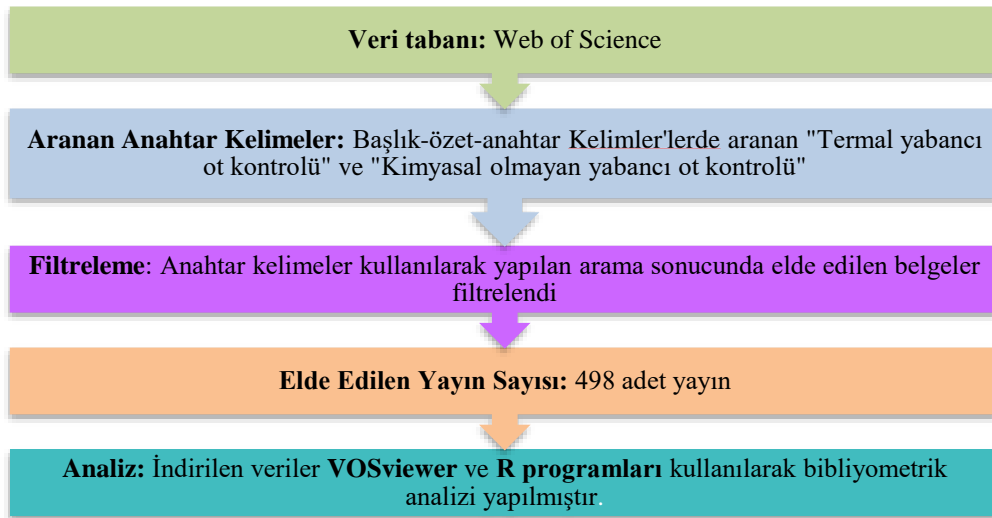 Veri tabanı: Web of Science
Aranan Anahtar Kelimeler: Başlık-özet-anahtar Kelimler'lerde aranan "Termal yabancı
ot kontrolü" ve "Kimyasal olmayan yabancı ot kontrolü"
Filtreleme: Anahtar kelimeler kullanılarak yapılan arama sonucunda elde edilen belgeler
filtrelendi
Elde Edilen Yayın Sayısı: 498 adet yayın
Analiz: İndirilen veriler VOSviewer ve R programları kullanılarak bibliyometrik
analizi yapılmıştır.